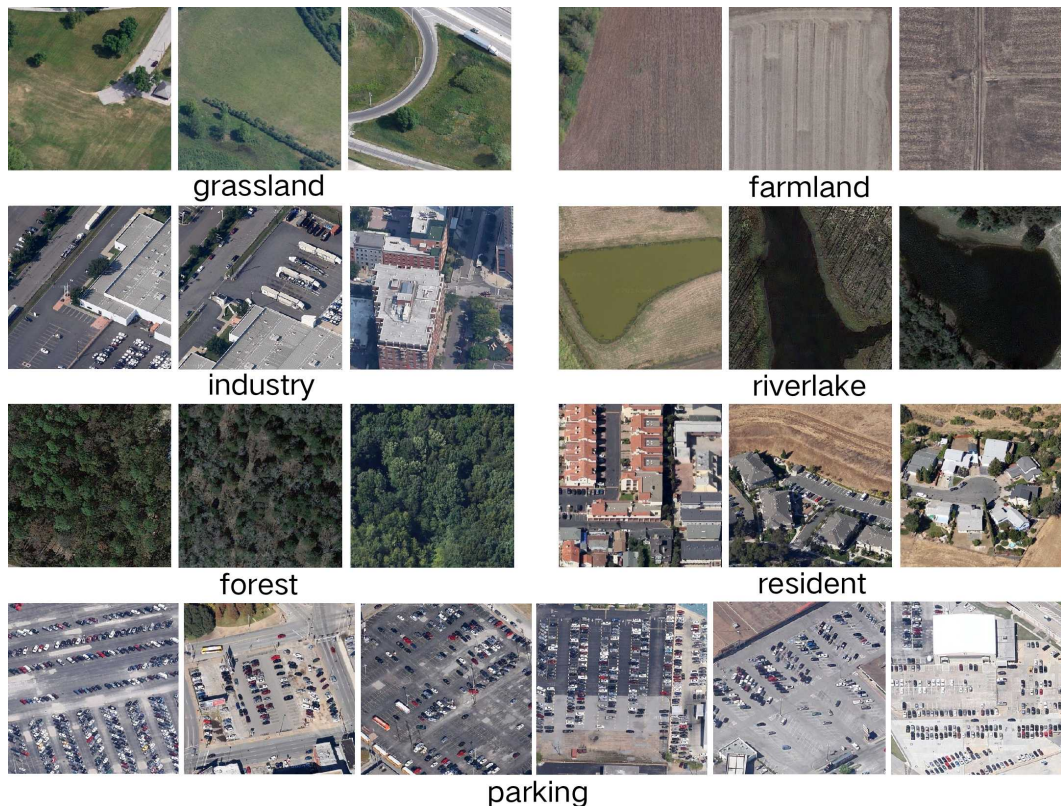 grassland
farmland
industry
riverlake
forest
resident
parking